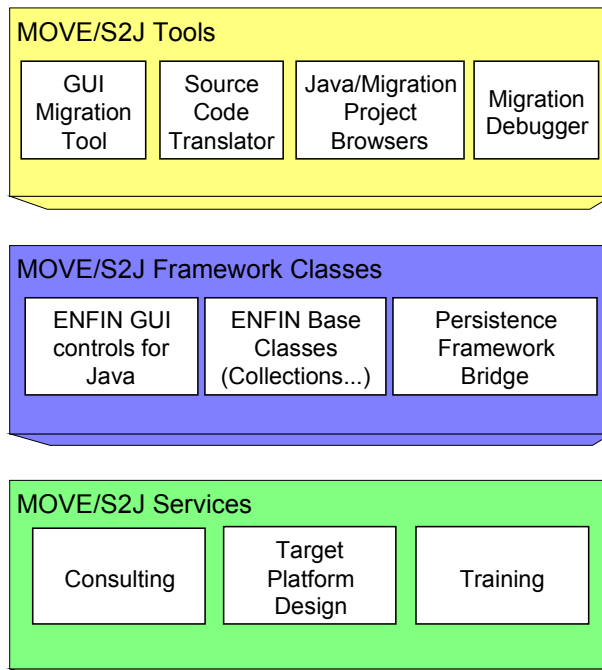 MOVE/S2J Tools
GUI
Migration
Tool
Source
Code
Translator
Java/Migration
Project
Browsers
Migration
Debugger
MOVE/S2J Framework Classes
ENFIN GUI
controls for
Java
ENFIN Base
Classes
(Collections...)
Persistence
Framework
Bridge
MOVE/S2J Services
Consulting
Target
Platform
Design
Training